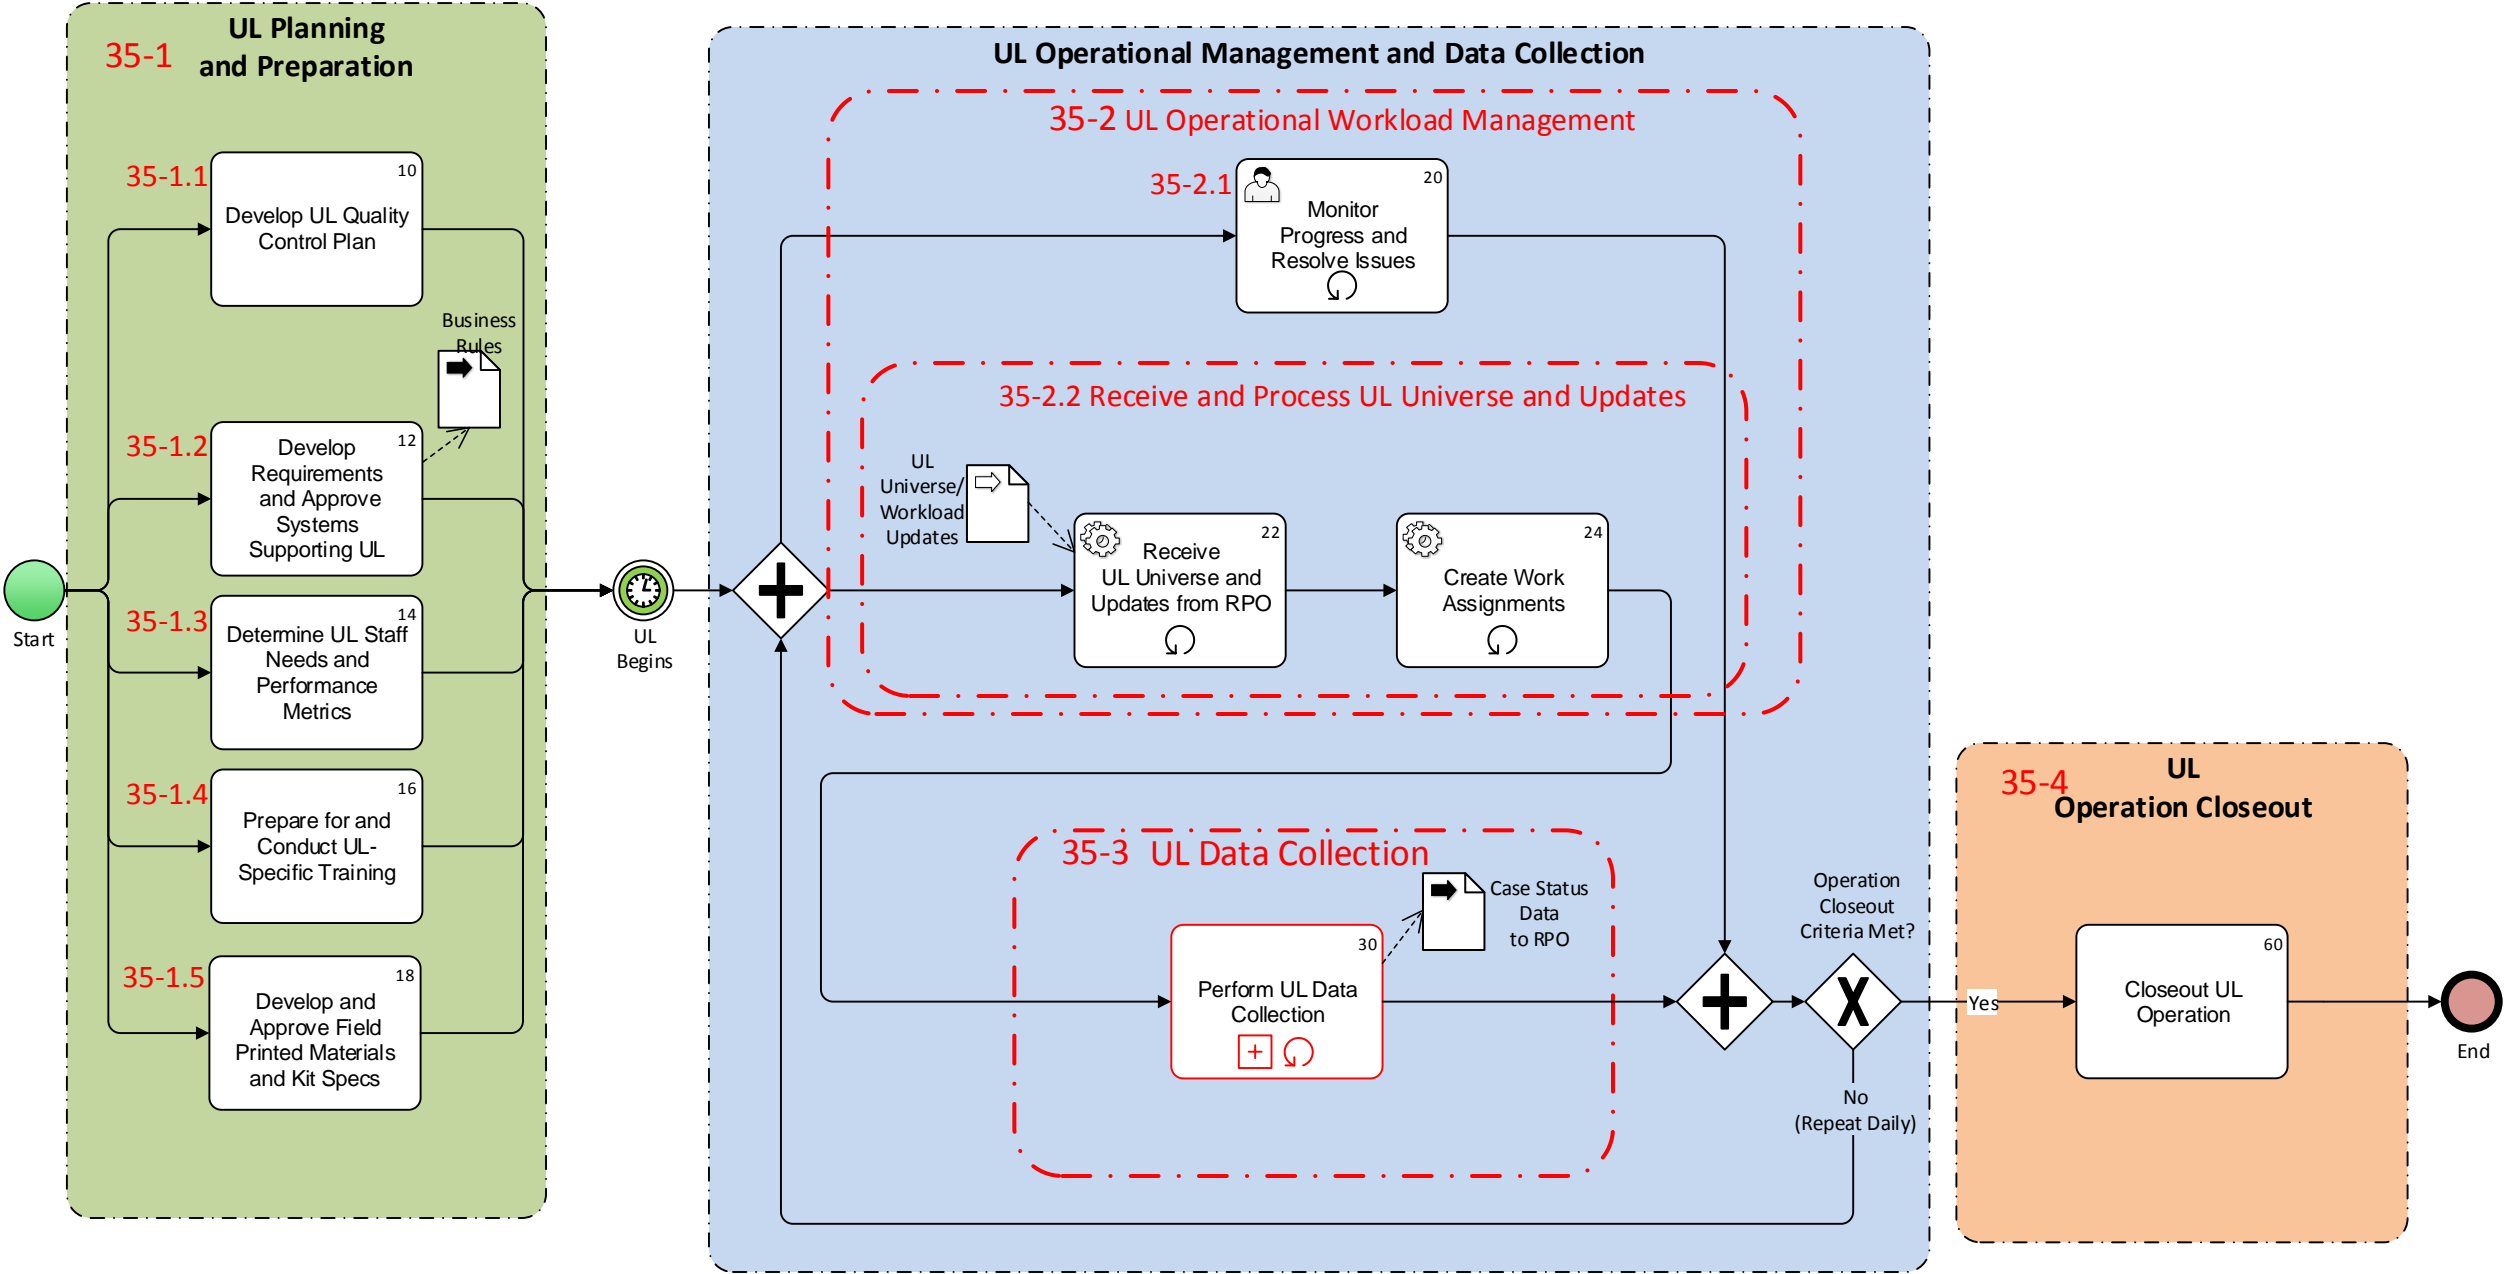 UL Planning
35-1 and Preparation
35-1.1
10
Develop UL Quality
Control Plan
Business
Rules
35-1.2
12
Develop
Requirements
and Approve
Systems
Supporting UL
Start
35-1.3
14
Determine UL Staff
Needs and
Performance
Metrics
35-1.4
16
Prepare for and
Conduct UL-
Specific Training
35-1.5
18
Develop and
Approve Field
Printed Materials
and Kit Specs
UL
Begins
UL Operational Management and Data Collection
35-2 UL Operational Workload Management
35-2.1
20
Monitor
Progress and
Resolve Issues
35-2.2 Receive and Process UL Universe and Updates
UL
Universe/
Workload
Updates
22
Receive
UL Universe and
Updates from RPO
24
Create Work
Assignments
35-3 UL Data Collection
Case Status
Data
to RPO
30
Perform UL Data
Collection
Operation
Closeout
Criteria Met?
Yes
No
(Repeat Daily)
35-4
UL
Operation Closeout
60
Closeout UL
Operation
End